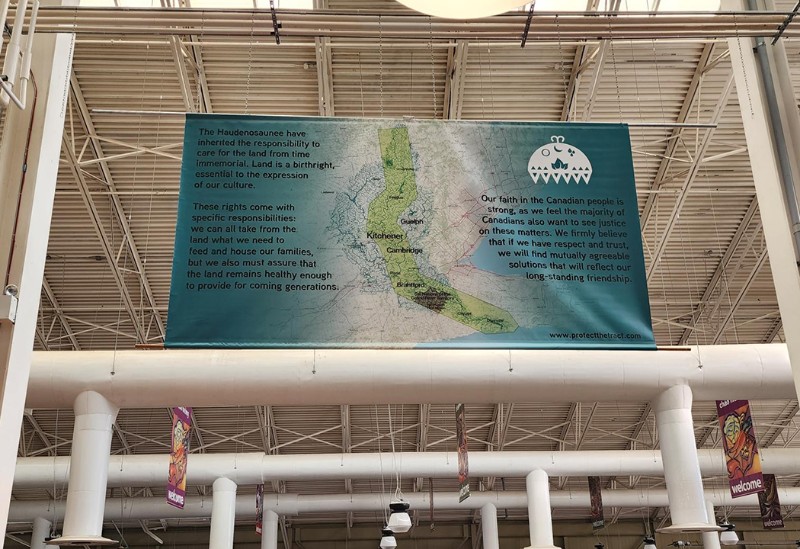 The Haudenosaunee have
inherited the responsibility to
care for the land from time
immemorial. Land is a birthright,
essential to the expression
of our culture.
These rights come with
specific responsibilities:
we can all take from the
land what we need to
feed and house our families,
but we also must assure that
the land remains healthy enough
to provide for coming generations.
Guelph
Kitchener
Cambridge
Brantford
Our faith in the Canadian people is
strong, as we feel the majority of
Canadians also want to see justice
on these matters. We firmly believe
that if we have respect and trust,
we will find mutually agreeable
solutions that will reflect our
long-standing friendship.
www.protectthetract.com
welcome
welcome
welcome